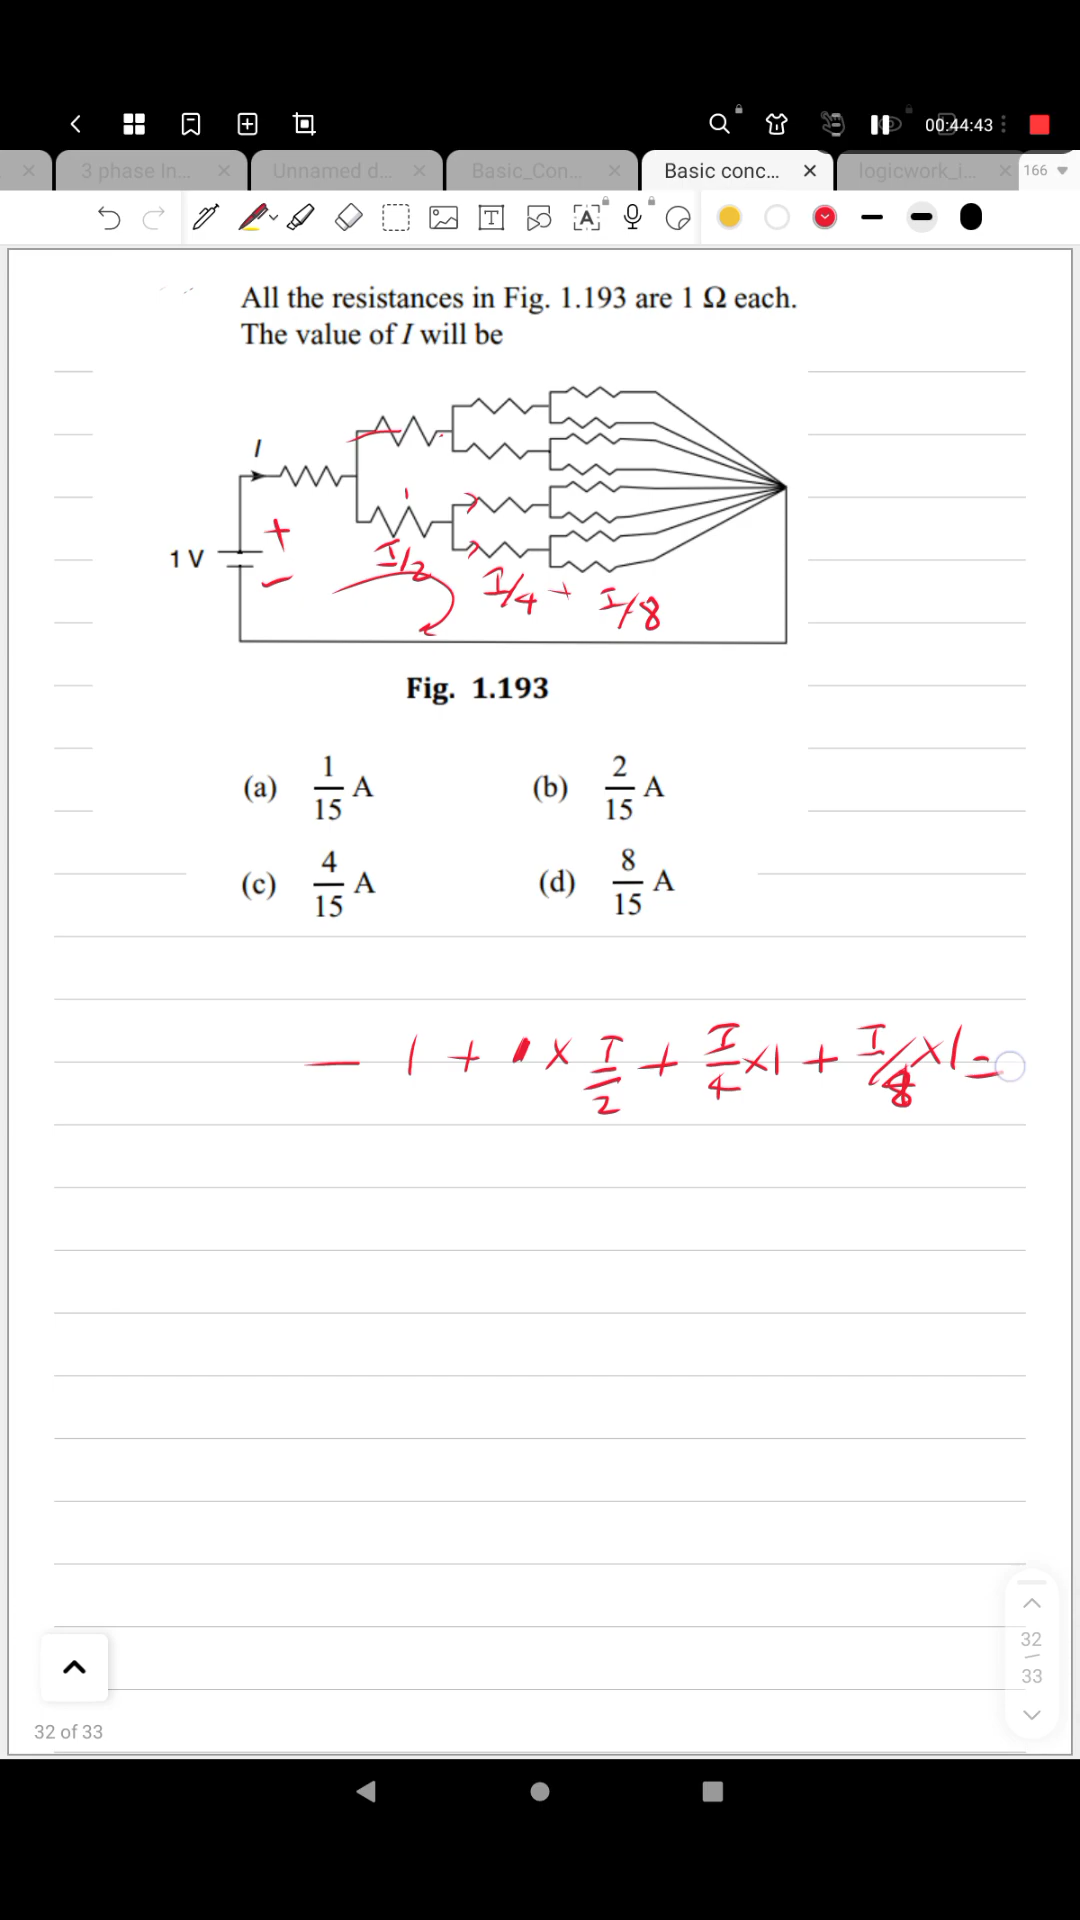 00:44:43
3 phase In...
Unnamed d...
Basic_Con...
Basic conc...
logicwork_i...
166
All the resistances in Fig. 1.193 are 1 Ω each.
The value of I will be
I
1 V
+
−
I/2
I/4 +
I/8
Fig. 1.193
(a) 1/15 A
(b) 2/15 A
(c) 4/15 A
(d) 8/15 A
− 1 + 1 × I/2 + I/4 ×1 + I/8 ×1 =
32
33
32 of 33